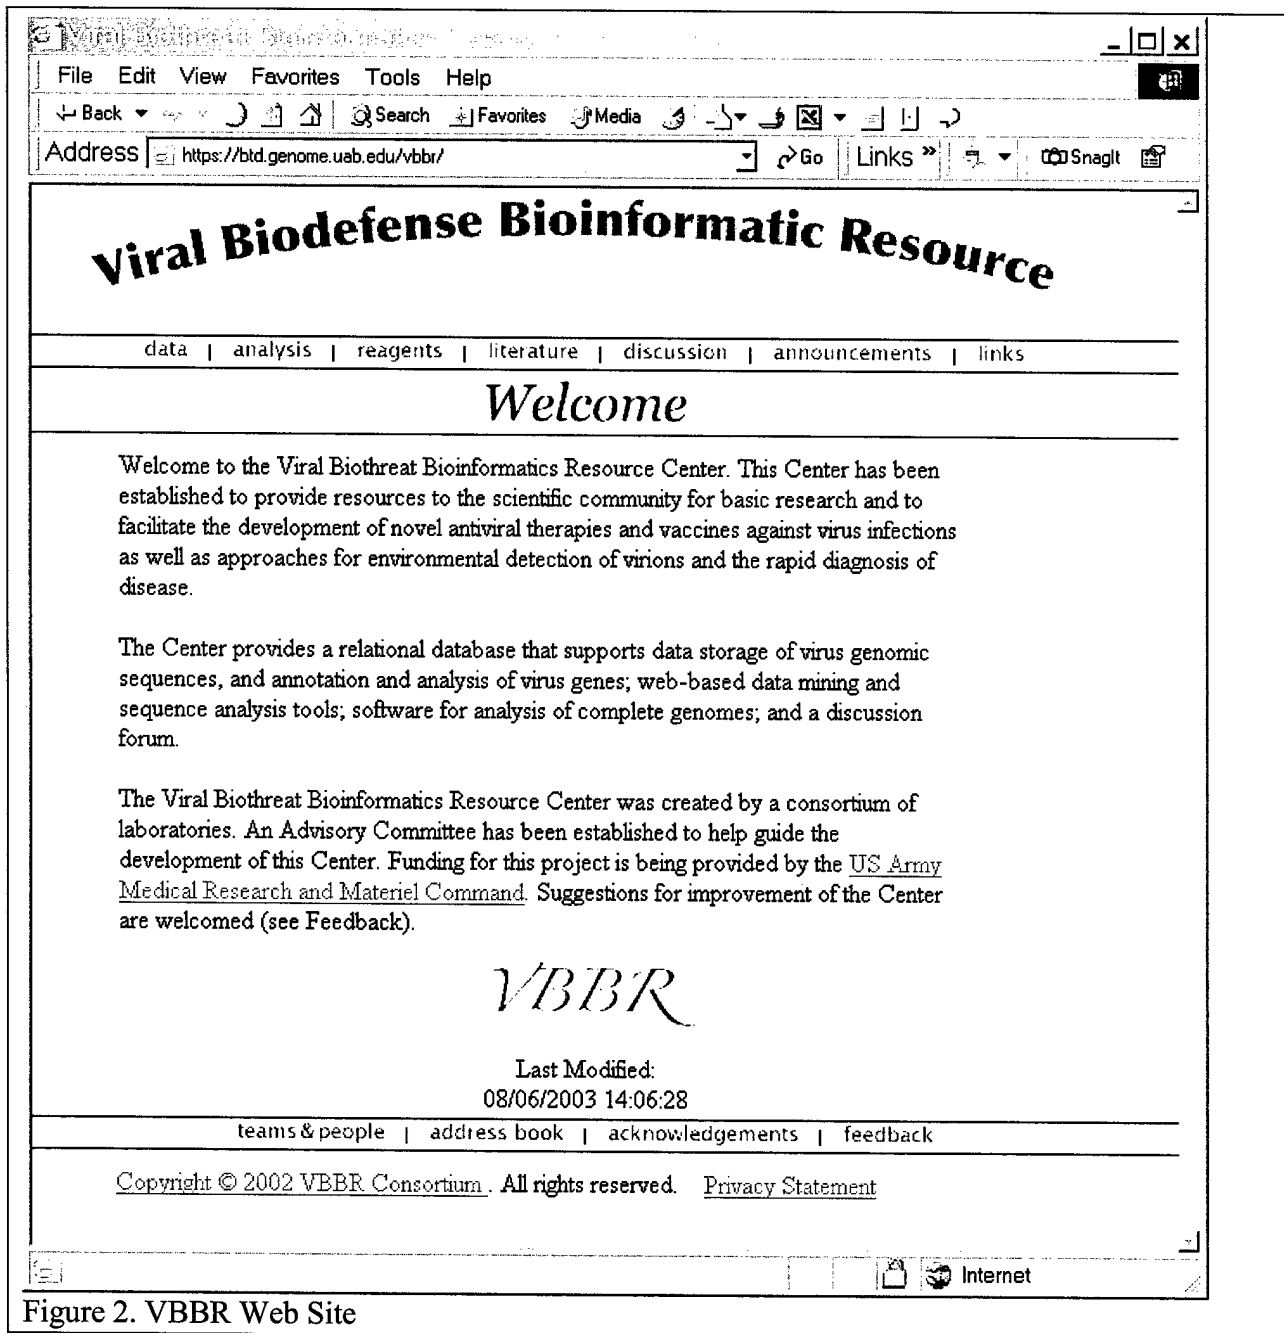 Viral Biothreat Bioinformatics
File Edit View Favorites Tools Help
Back Search Favorites Media
Address https://btd.genome.uab.edu/vbbr/ Go Links » SnagIt
Viral Biodefense Bioinformatic Resource
data | analysis | reagents | literature | discussion | announcements | links
Welcome
Welcome to the Viral Biothreat Bioinformatics Resource Center. This Center has been
established to provide resources to the scientific community for basic research and to
facilitate the development of novel antiviral therapies and vaccines against virus infections
as well as approaches for environmental detection of virions and the rapid diagnosis of
disease.
The Center provides a relational database that supports data storage of virus genomic
sequences, and annotation and analysis of virus genes; web-based data mining and
sequence analysis tools; software for analysis of complete genomes; and a discussion
forum.
The Viral Biothreat Bioinformatics Resource Center was created by a consortium of
laboratories. An Advisory Committee has been established to help guide the
development of this Center. Funding for this project is being provided by the US Army
Medical Research and Materiel Command. Suggestions for improvement of the Center
are welcomed (see Feedback).
VBBR
Last Modified:
08/06/2003 14:06:28
teams & people | address book | acknowledgements | feedback
Copyright © 2002 VBBR Consortium . All rights reserved. Privacy Statement
Internet
Figure 2. VBBR Web Site